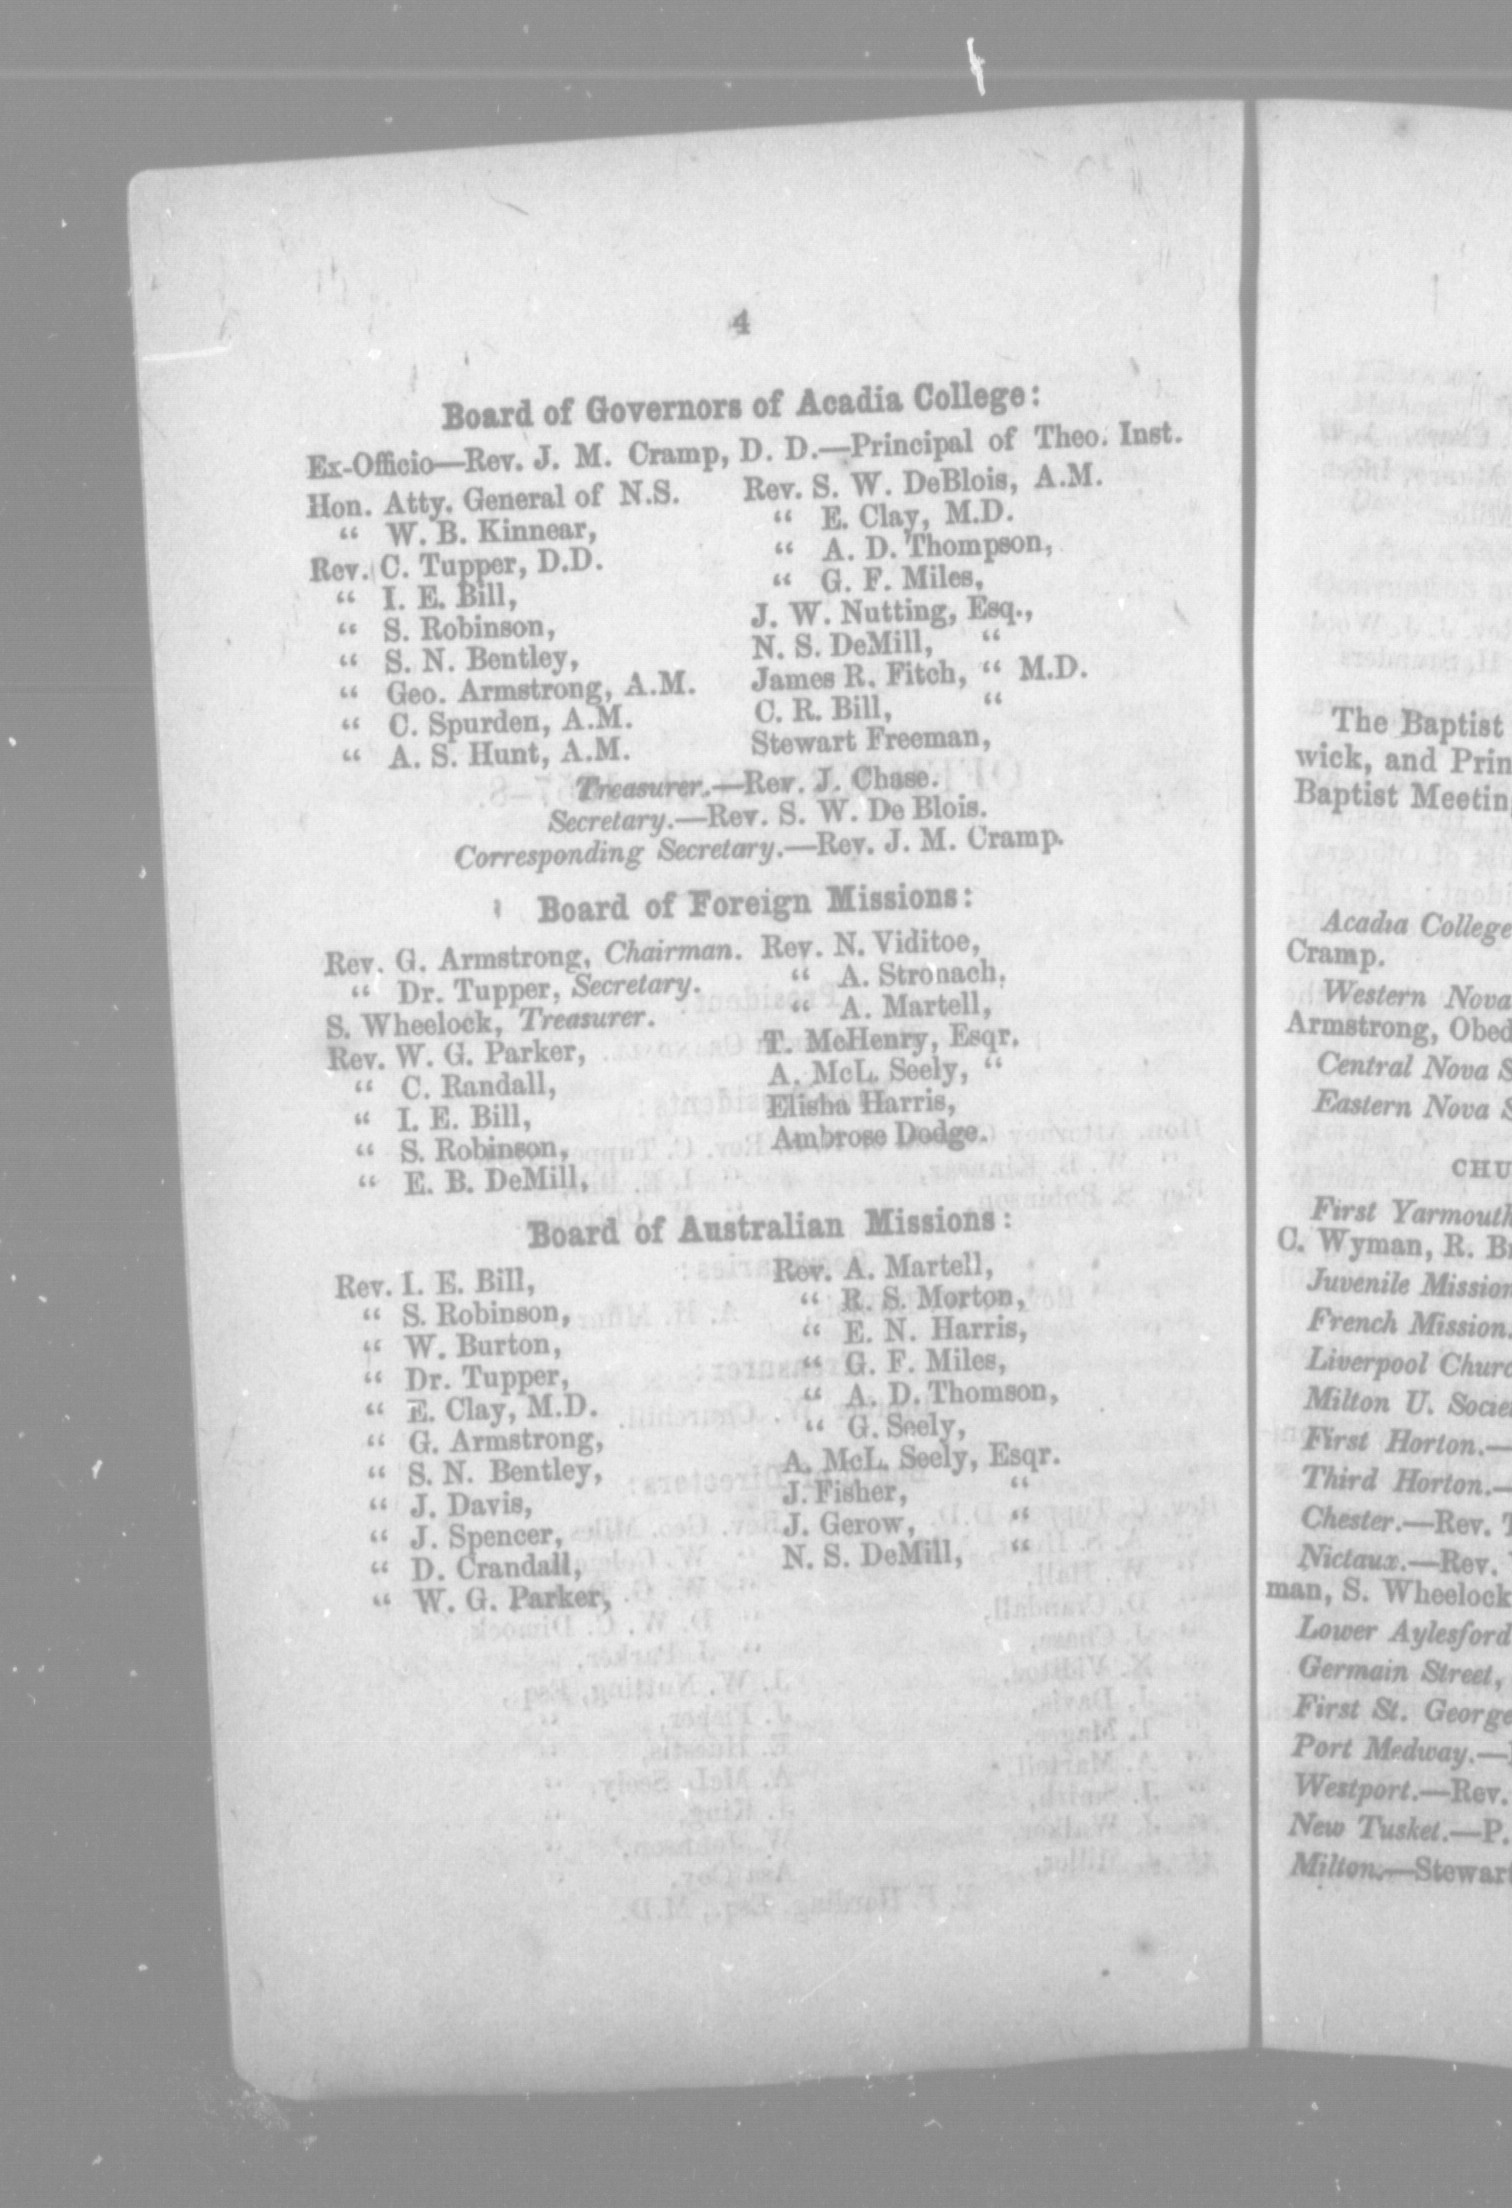 4
Board of Governors of Acadia College:
Ex-Officio—Rev. J. M. Cramp, D. D.—Principal of Theo. Inst.
Hon. Atty. General of N.S.
“ W. B. Kinnear,
Rev. C. Tupper, D.D.
“ I. E. Bill,
“ S. Robinson,
“ S. N. Bentley,
“ Geo. Armstrong, A.M.
“ C. Spurden, A.M.
“ A. S. Hunt, A.M.
Rev. S. W. DeBlois, A.M.
“ E. Clay, M.D.
“ A. D. Thompson,
“ G. F. Miles,
J. W. Nutting, Esq.,
N. S. DeMill, “
James R. Fitch, “ M.D.
C. R. Bill, “
Stewart Freeman,
Treasurer.—Rev. J. Chase.
Secretary.—Rev. S. W. De Blois.
Corresponding Secretary.—Rev. J. M. Cramp.
Board of Foreign Missions:
Rev. G. Armstrong, Chairman.
“ Dr. Tupper, Secretary.
S. Wheelock, Treasurer.
Rev. W. G. Parker,
“ C. Randall,
“ I. E. Bill,
“ S. Robinson,
“ E. B. DeMill,
Rev. N. Viditoe,
“ A. Stronach,
“ A. Martell,
T. McHenry, Esqr.
A. McL. Seely, “
Elisha Harris,
Ambrose Dodge.
Board of Australian Missions:
Rev. I. E. Bill,
“ S. Robinson,
“ W. Burton,
“ Dr. Tupper,
“ E. Clay, M.D.
“ G. Armstrong,
“ S. N. Bentley,
“ J. Davis,
“ J. Spencer,
“ D. Crandall,
“ W. G. Parker,
Rev. A. Martell,
“ R. S. Morton,
“ E. N. Harris,
“ G. F. Miles,
“ A. D. Thomson,
“ G. Seely,
A. McL. Seely, Esqr.
J. Fisher, “
J. Gerow, “
N. S. DeMill, “
The Baptist
wick, and Prin
Baptist Meetin
Acadia College
Cramp.
Western Nova
Armstrong, Obed
Central Nova S
Eastern Nova S
CHU
First Yarmouth
C. Wyman, R. Br
Juvenile Mission
French Mission.
Liverpool Churc
Milton U. Socie
First Horton.—
Third Horton.—
Chester.—Rev. T
Nictaux.—Rev.
man, S. Wheelock
Lower Aylesford
Germain Street,
First St. George
Port Medway.—
Westport.—Rev.
New Tusket.—P.
Milton.—Stewart